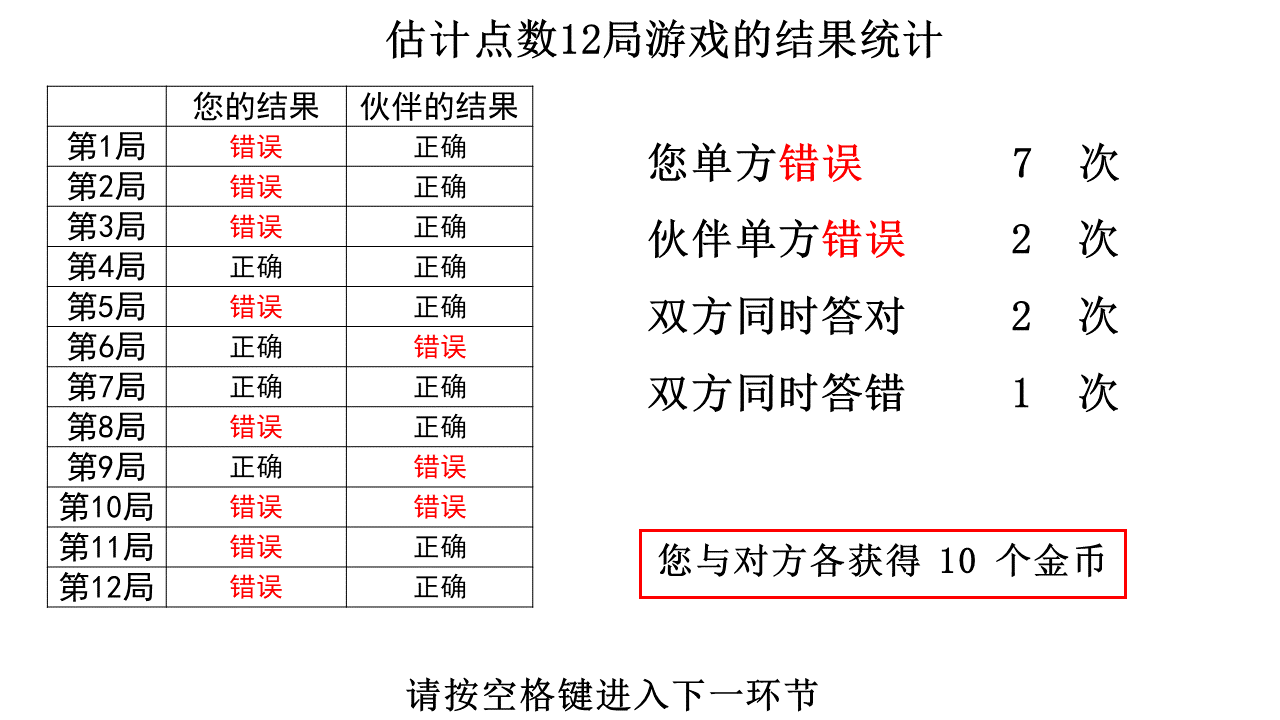 估计点数12局游戏的结果统计
您的结果 伙伴的结果
第1局 错误 正确
第2局 错误 正确
第3局 错误 正确
第4局 正确 正确
第5局 错误 正确
第6局 正确 错误
第7局 正确 正确
第8局 错误 正确
第9局 正确 错误
第10局 错误 错误
第11局 错误 正确
第12局 错误 正确
您单方错误 7 次
伙伴单方错误 2 次
双方同时答对 2 次
双方同时答错 1 次
您与对方各获得 10 个金币
请按空格键进入下一环节